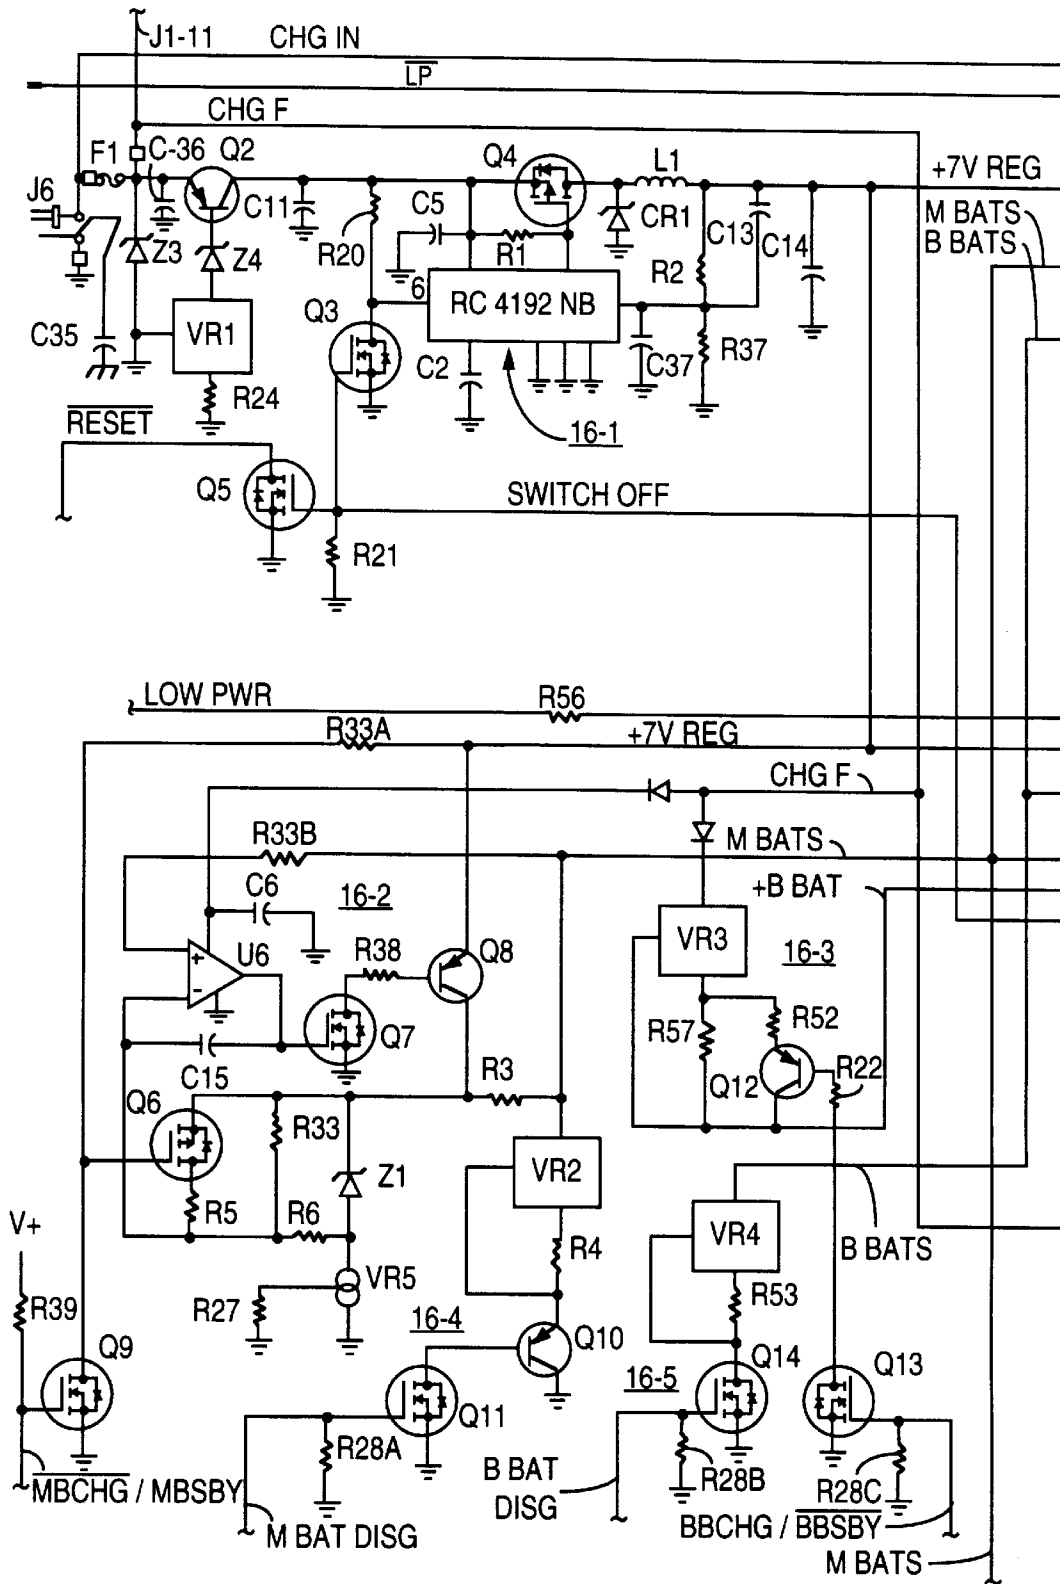 J1-11
CHG IN
LP
CHG F
F1
C-36
Q2
Q4
L1
+7V REG
J6
C11
C5
CR1
C13
C14
M BATS
B BATS
Z3
Z4
R20
R1
R2
6
RC 4192 NB
Q3
C35
VR1
C2
C37
R37
R24
16-1
RESET
Q5
SWITCH OFF
R21
LOW PWR
R56
R33A
+7V REG
CHG F
R33B
M BATS
C6
16-2
+B BAT
+
U6
-
R38
Q8
VR3
16-3
Q7
R57
R52
C15
R3
Q12
R22
Q6
R33
Z1
VR2
R5
R6
R4
VR4
B BATS
V+
VR5
R53
R39
R27
16-4
Q10
Q9
Q14
Q13
16-5
Q11
R28A
B BAT
DISG
R28B
R28C
MBCHG / MBSBY
BBCHG / BBSBY
M BAT DISG
M BATS